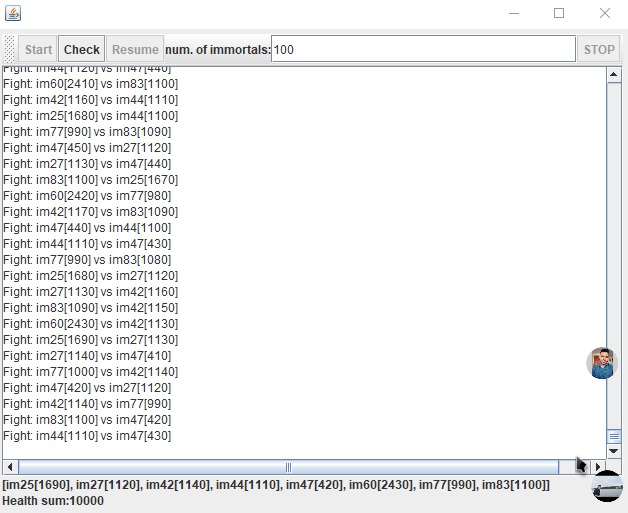 Start Check Resume num. of immortals: 100 STOP
Fight: im44[1120] vs im47[440]
Fight: im60[2410] vs im83[1100]
Fight: im42[1160] vs im44[1110]
Fight: im25[1680] vs im44[1100]
Fight: im77[990] vs im83[1090]
Fight: im47[450] vs im27[1120]
Fight: im27[1130] vs im47[440]
Fight: im83[1100] vs im25[1670]
Fight: im60[2420] vs im77[980]
Fight: im42[1170] vs im83[1090]
Fight: im47[440] vs im44[1100]
Fight: im44[1110] vs im47[430]
Fight: im77[990] vs im83[1080]
Fight: im25[1680] vs im27[1120]
Fight: im27[1130] vs im42[1160]
Fight: im83[1090] vs im42[1150]
Fight: im60[2430] vs im42[1130]
Fight: im25[1690] vs im27[1130]
Fight: im27[1140] vs im47[410]
Fight: im77[1000] vs im42[1140]
Fight: im47[420] vs im27[1120]
Fight: im42[1140] vs im77[990]
Fight: im83[1100] vs im47[420]
Fight: im44[1110] vs im47[430]
[im25[1690], im27[1120], im42[1140], im44[1110], im47[420], im60[2430], im77[990], im83[1100]]
Health sum:10000